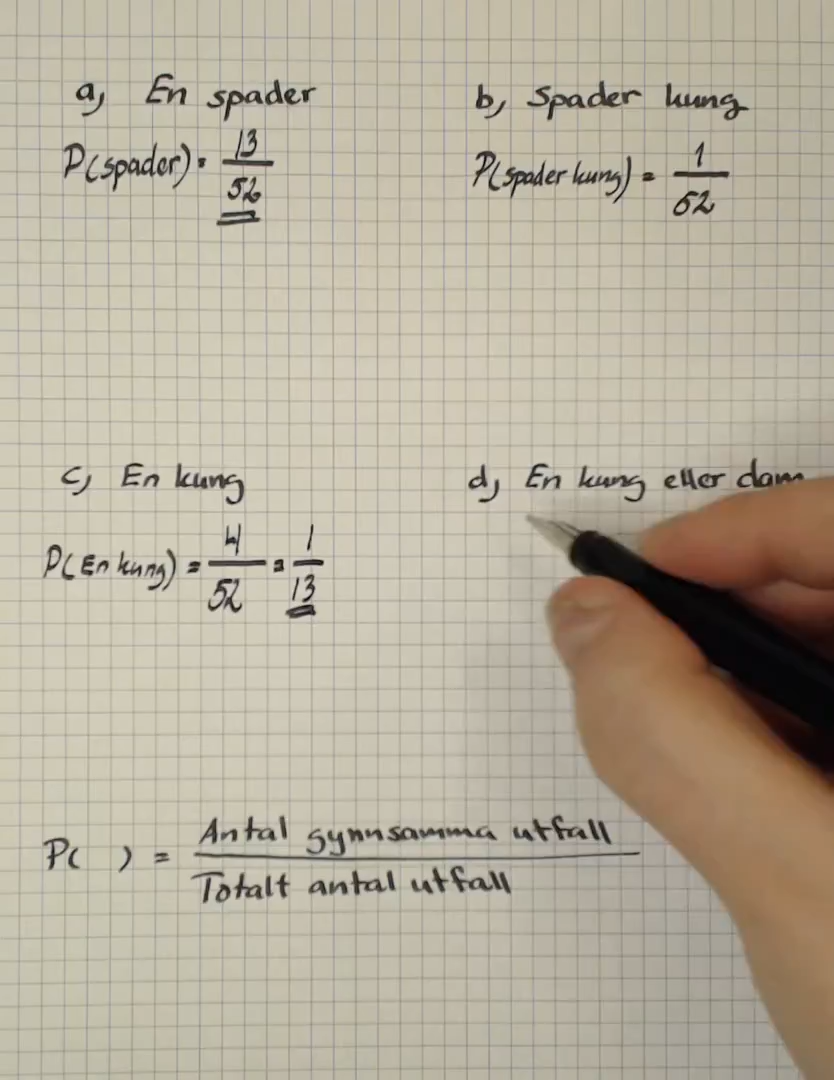 a, En spader
P(spader) = 13/52
b, Spader kung
P(spader kung) = 1/52
c, En kung
P(En kung) = 4/52 = 1/13
d, En kung eller dam
P( ) = Antal gynnsamma utfall
Totalt antal utfall